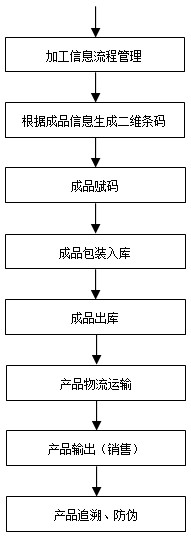 加工信息流程管理
根据成品信息生成二维条码
成品赋码
成品包装入库
成品出库
产品物流运输
产品输出（销售）
产品追溯、防伪